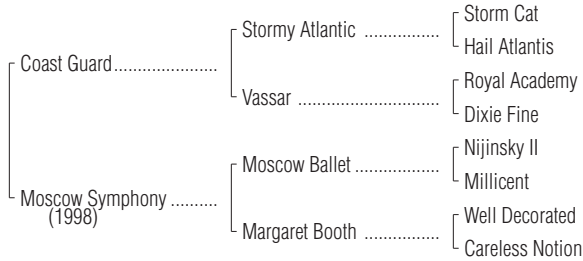 Storm Cat
Stormy Atlantic ..................
Hail Atlantis
Coast Guard.........................
Royal Academy
Vassar ..................................
Dixie Fine
Nijinsky II
Moscow Ballet ....................
Millicent
Moscow Symphony ...........
(1998)
Well Decorated
Margaret Booth ..................
Careless Notion